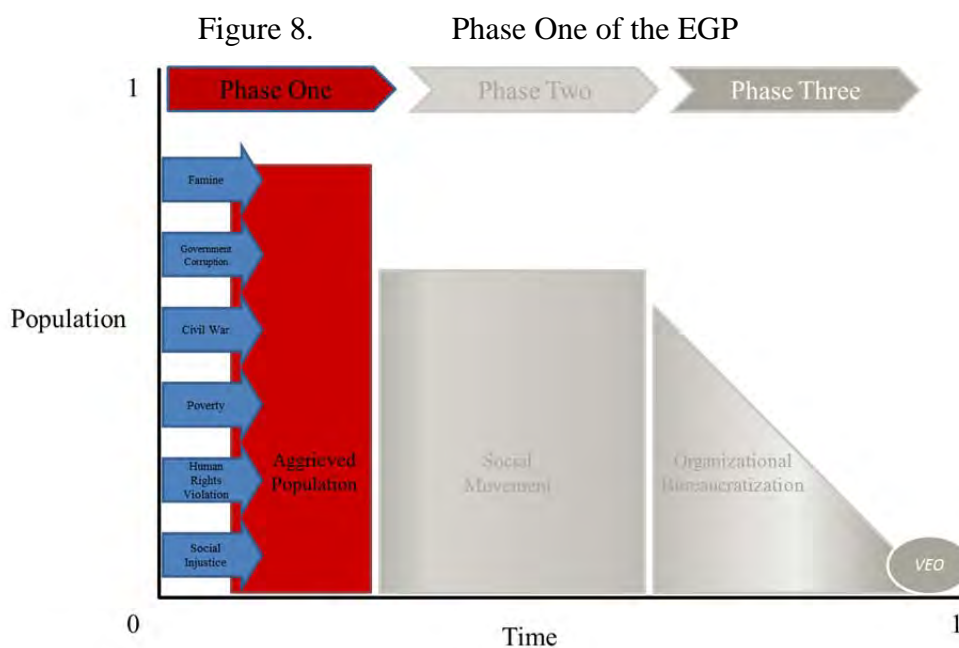 Figure 8. Phase One of the EGP
1
Phase One
Phase Two
Phase Three
Famine
Government
Corruption
Population
Civil War
Poverty
Human
Rights
Violation
Aggrieved
Population
Social
Movement
Organizational
Bureaucratization
Social
Injustice
VEO
0
Time
1